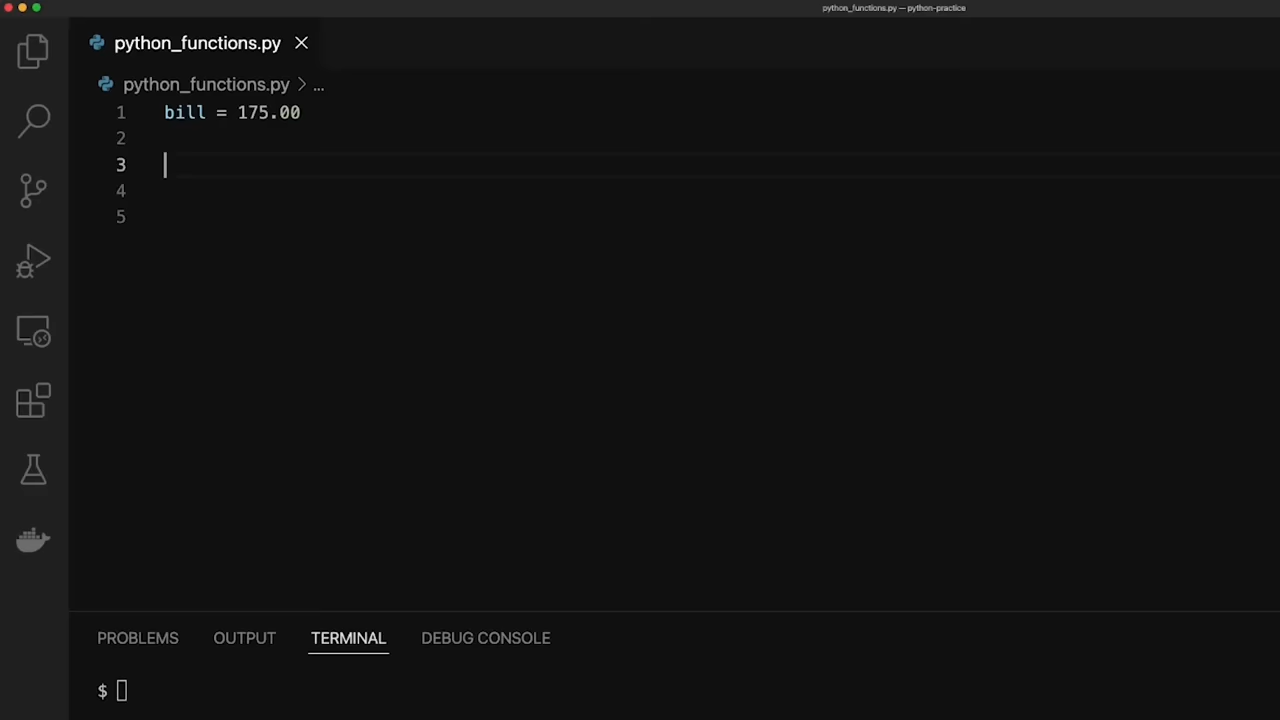 python_functions.py — python-practice
python_functions.py
python_functions.py > ...
1 bill = 175.00
2
3
4
5
PROBLEMS OUTPUT TERMINAL DEBUG CONSOLE
$